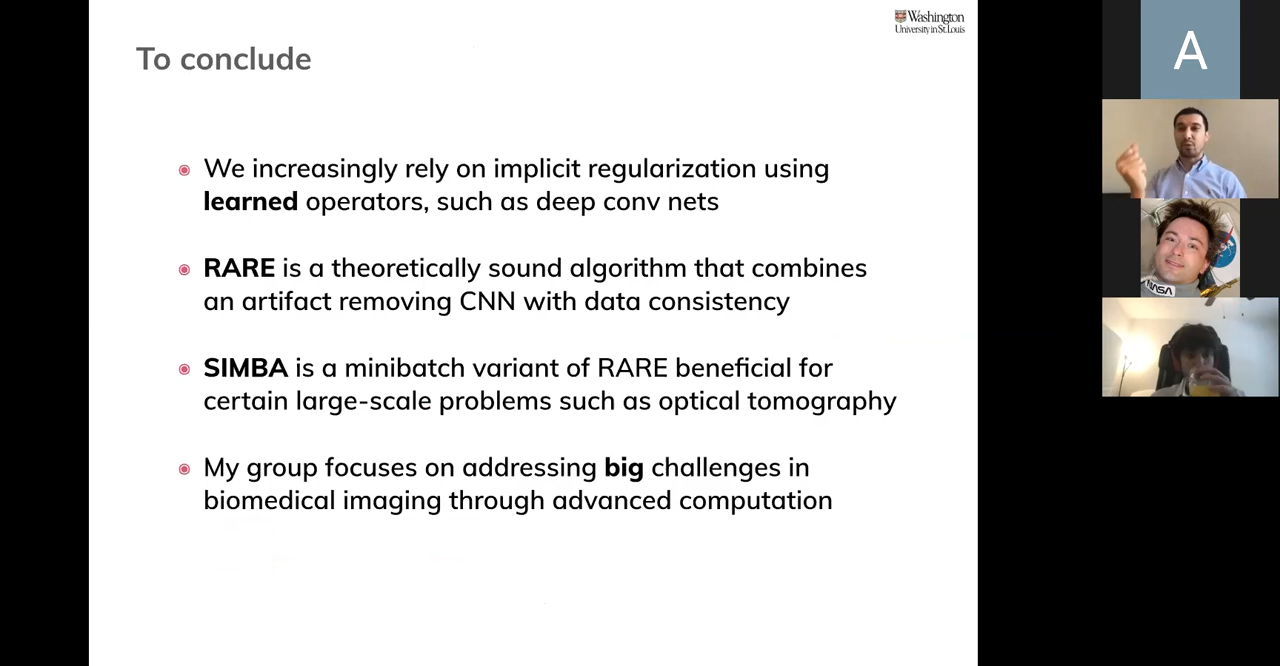 Washington
University in St. Louis
To conclude
We increasingly rely on implicit regularization using
learned operators, such as deep conv nets
RARE is a theoretically sound algorithm that combines
an artifact removing CNN with data consistency
SIMBA is a minibatch variant of RARE beneficial for
certain large-scale problems such as optical tomography
My group focuses on addressing big challenges in
biomedical imaging through advanced computation
A
NASA